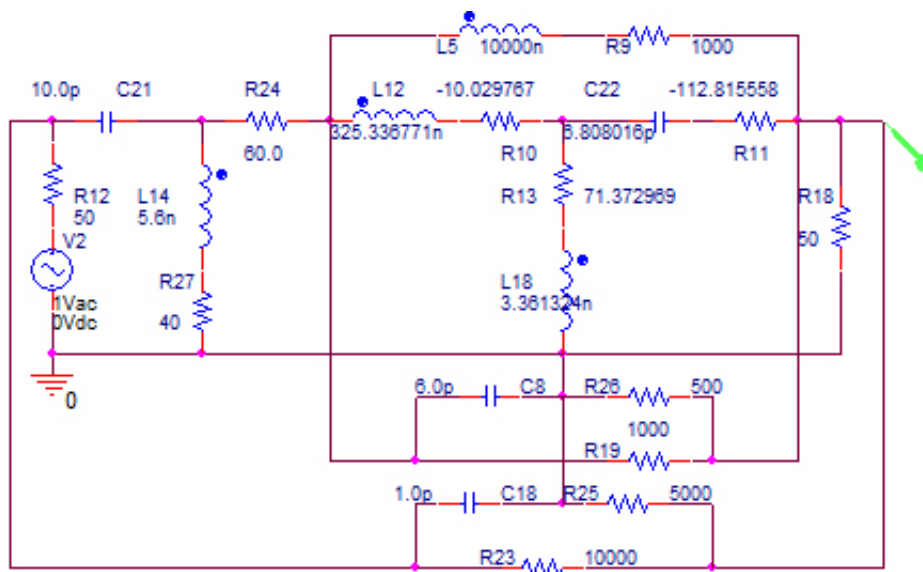 L5 10000n R9 1000
10.0p C21 R24 L12 -10.029767 C22 -112.815558
325.336771n 6.808016p
60.0 R10 R11
R12 L14 R13 71.372969 R18
50 5.6n 50
V2
R27 L18
1Vac 40 3.361324n
0Vdc
0
6.0p C8 R26 500
1000
R19
1.0p C18 R25 5000
R23 10000